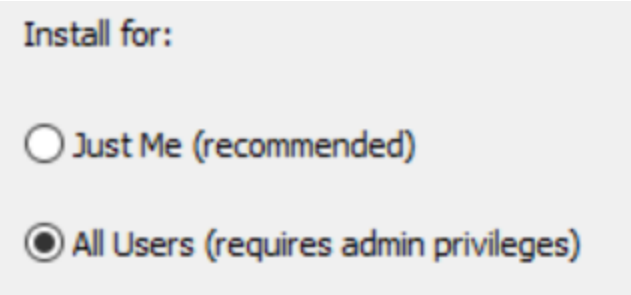 Install for:
Just Me (recommended)
All Users (requires admin privileges)